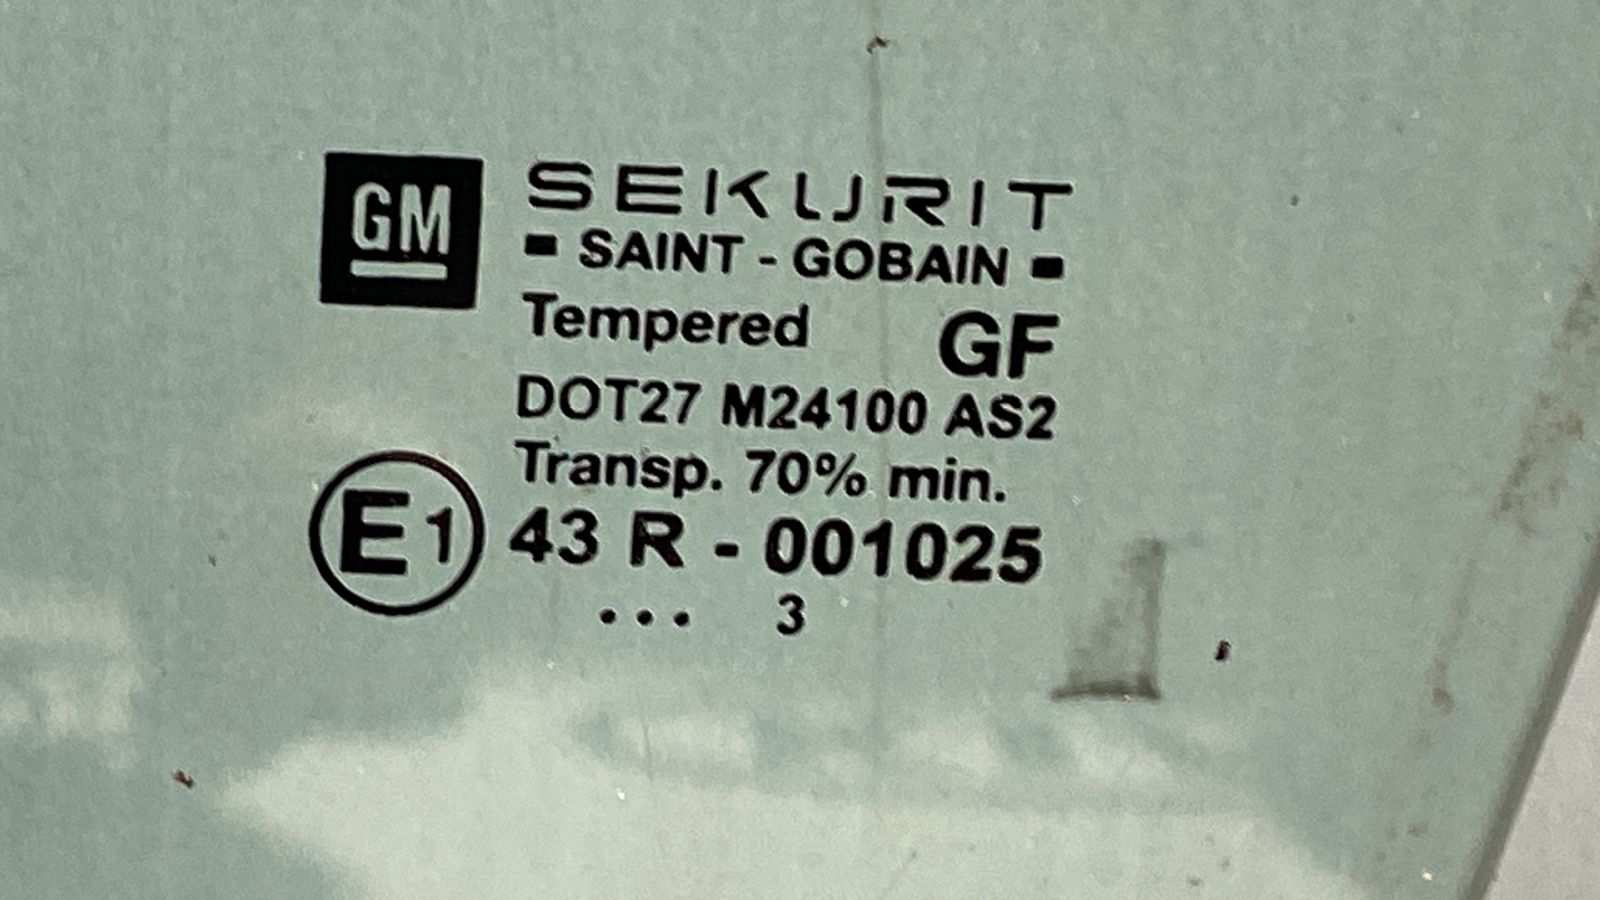 GM
SEKURIT
SAINT - GOBAIN
Tempered GF
DOT27 M24100 AS2
Transp. 70% min.
E1 43 R - 001025
... 3